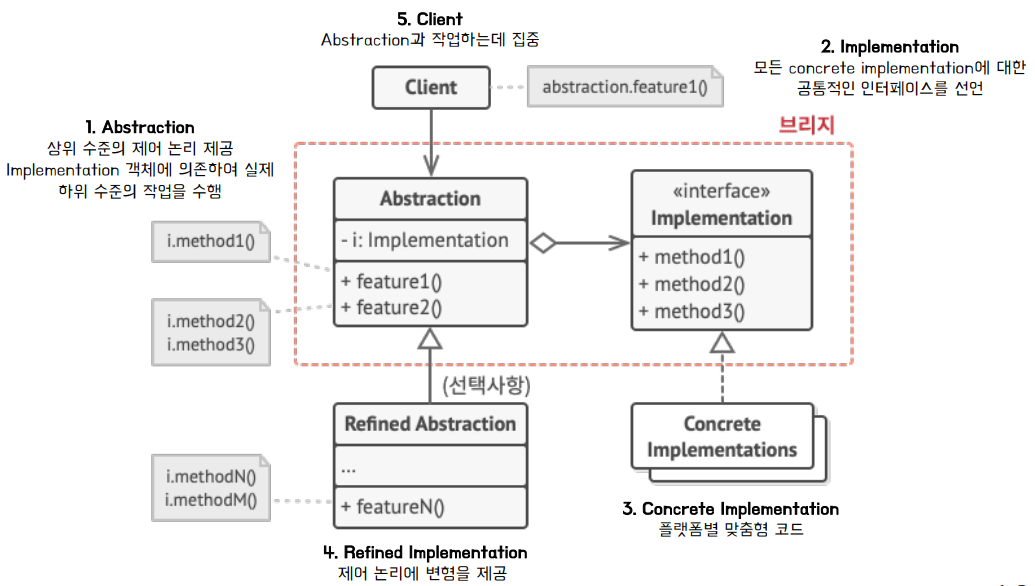 5. Client
Abstraction과 작업하는데 집중
2. Implementation
모든 concrete implementation에 대한
공통적인 인터페이스를 선언
Client
abstraction.feature1()
브리지
1. Abstraction
상위 수준의 제어 논리 제공
Implementation 객체에 의존하여 실제
하위 수준의 작업을 수행
Abstraction
- i: Implementation
+ feature1()
+ feature2()
«interface»
Implementation
+ method1()
+ method2()
+ method3()
i.method1()
i.method2()
i.method3()
(선택사항)
Refined Abstraction
...
+ featureN()
Concrete
Implementations
i.methodN()
i.methodM()
3. Concrete Implementation
플랫폼별 맞춤형 코드
4. Refined Implementation
제어 논리에 변형을 제공